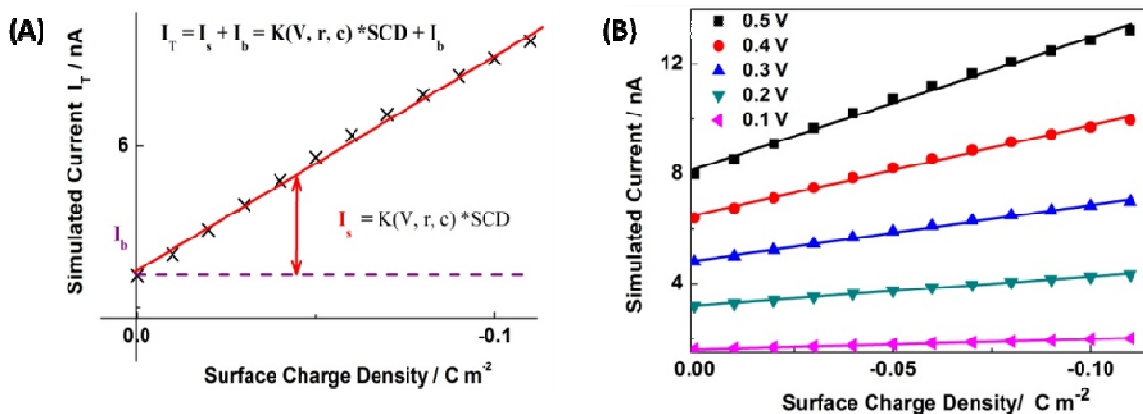 (A)
I_T = I_s + I_b = K(V, r, c) *SCD + I_b
Simulated Current I_T / nA
6
I_b
I_s = K(V, r, c) *SCD
0.0 -0.1
Surface Charge Density / C m⁻²
(B)
0.5 V
0.4 V
0.3 V
0.2 V
0.1 V
Simulated Current / nA
12
8
4
0.00 -0.05 -0.10
Surface Charge Density/ C m⁻²